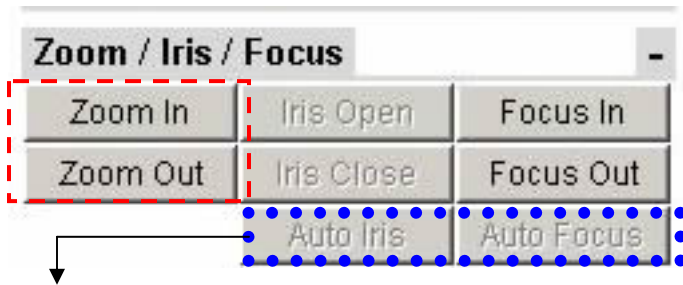 Zoom / Iris / Focus -
Zoom In Iris Open Focus In
Zoom Out Iris Close Focus Out
Auto Iris Auto Focus